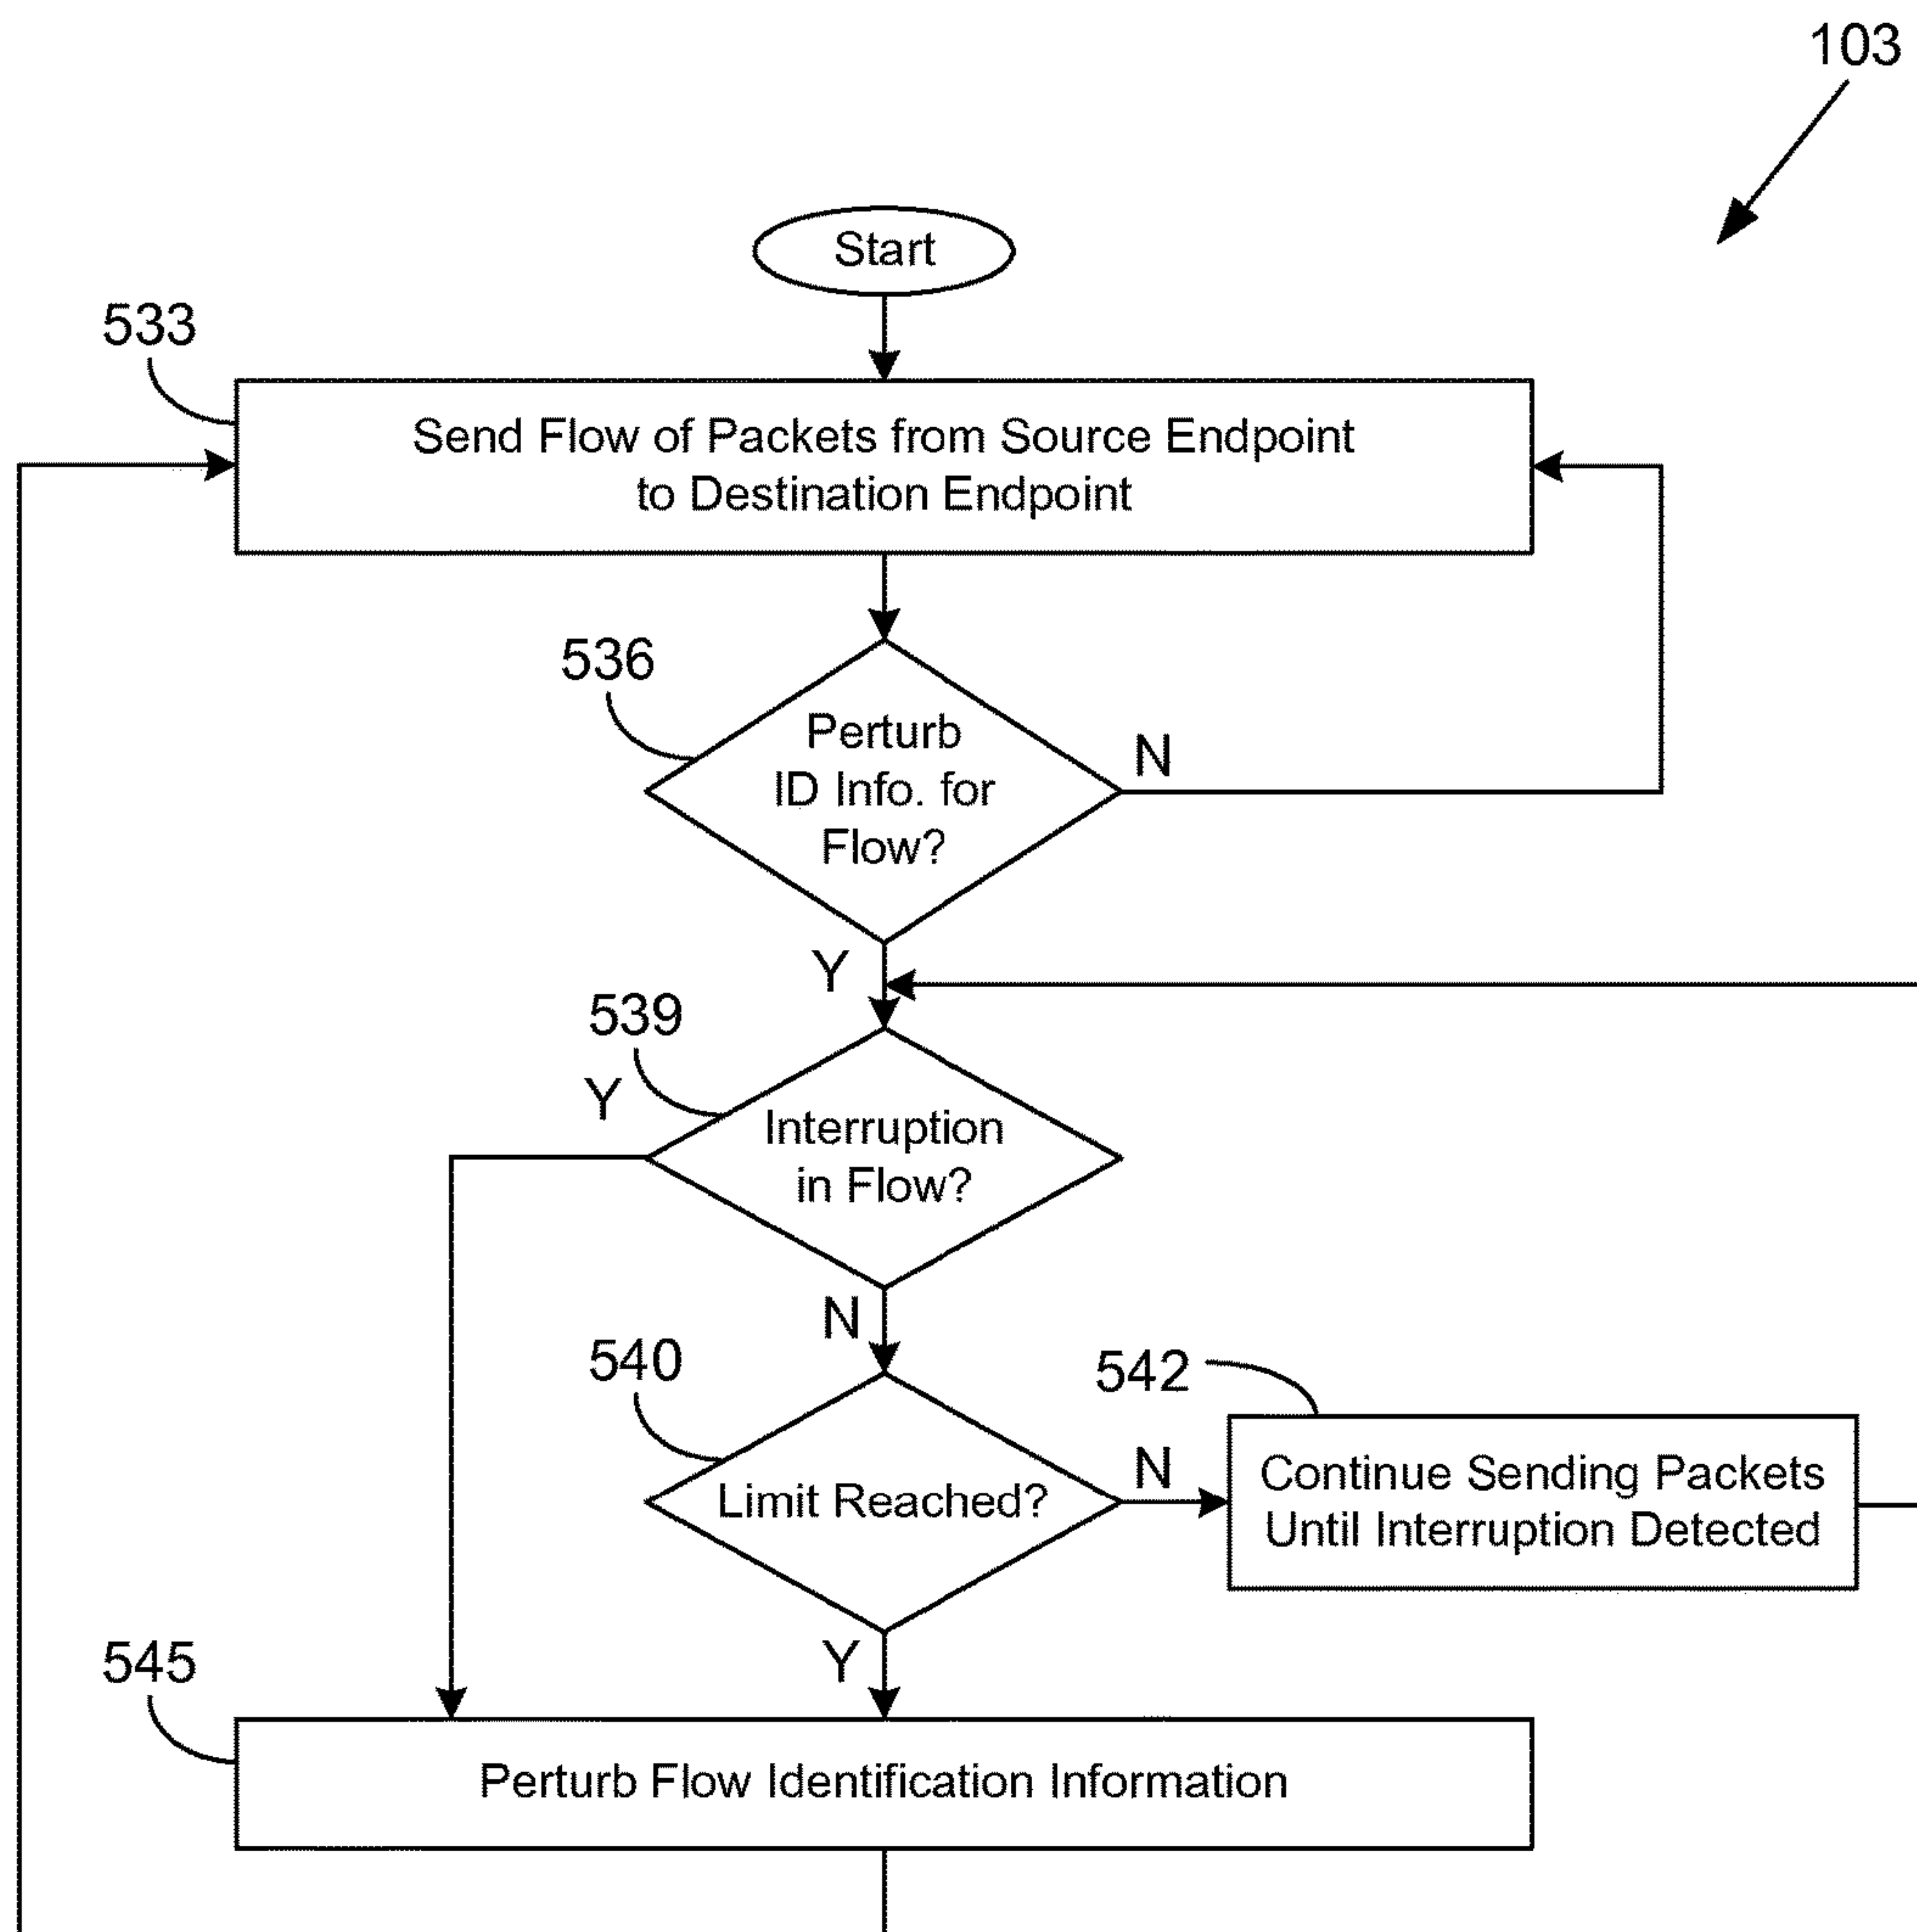 103
Start
533
Send Flow of Packets from Source Endpoint
to Destination Endpoint
536
Perturb
ID Info. for
Flow?
N
Y
539
Y
Interruption
in Flow?
N
540
Limit Reached?
N
542
Continue Sending Packets
Until Interruption Detected
Y
545
Perturb Flow Identification Information